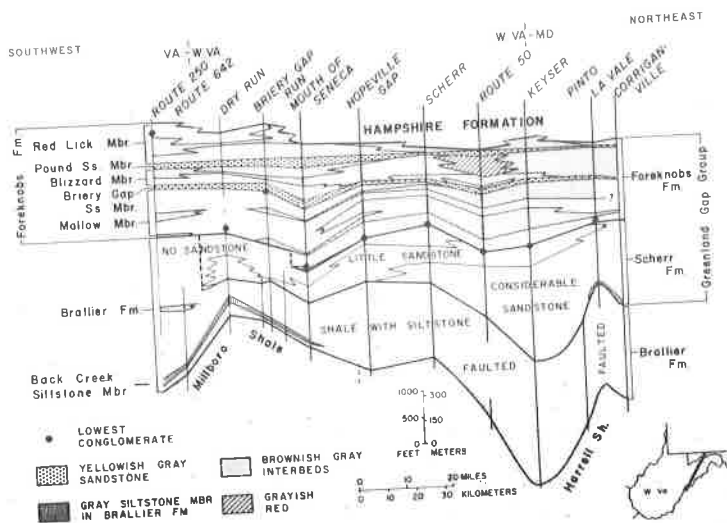 SOUTHWEST
VA - W VA
W VA-MD
NORTHEAST
ROUTE 250
ROUTE 642
DRY RUN
BRIERY GAP
RUN
MOUTH OF
SENECA
HOPEVILLE
GAP
SCHERR
ROUTE 50
KEYSER
PINTO
LA VALE
CORRIGAN-
VILLE
HAMPSHIRE FORMATION
Foreknobs Fm
Red Lick Mbr.
Pound Ss. Mbr
Blizzard Mbr.
Briery Gap
Ss Mbr.
Mallow Mbr.
Foreknobs
Fm.
Greenland Gap Group
?
NO SANDSTONE
LITTLE SANDSTONE
Scherr
Fm.
CONSIDERABLE
SANDSTONE
Brallier Fm
SHALE WITH SILTSTONE
Millboro Shale
FAULTED
FAULTED
Brallier
Fm.
Back Creek
Siltstone Mbr
1000 300
500 150
0 0
FEET METERS
Harrell Sh.
LOWEST
CONGLOMERATE
YELLOWISH GRAY
SANDSTONE
BROWNISH GRAY
INTERBEDS
GRAY SILTSTONE MBR
IN BRALLIER FM
GRAYISH
RED
0 10 20 MILES
0 10 20 30 KILOMETERS
W VA